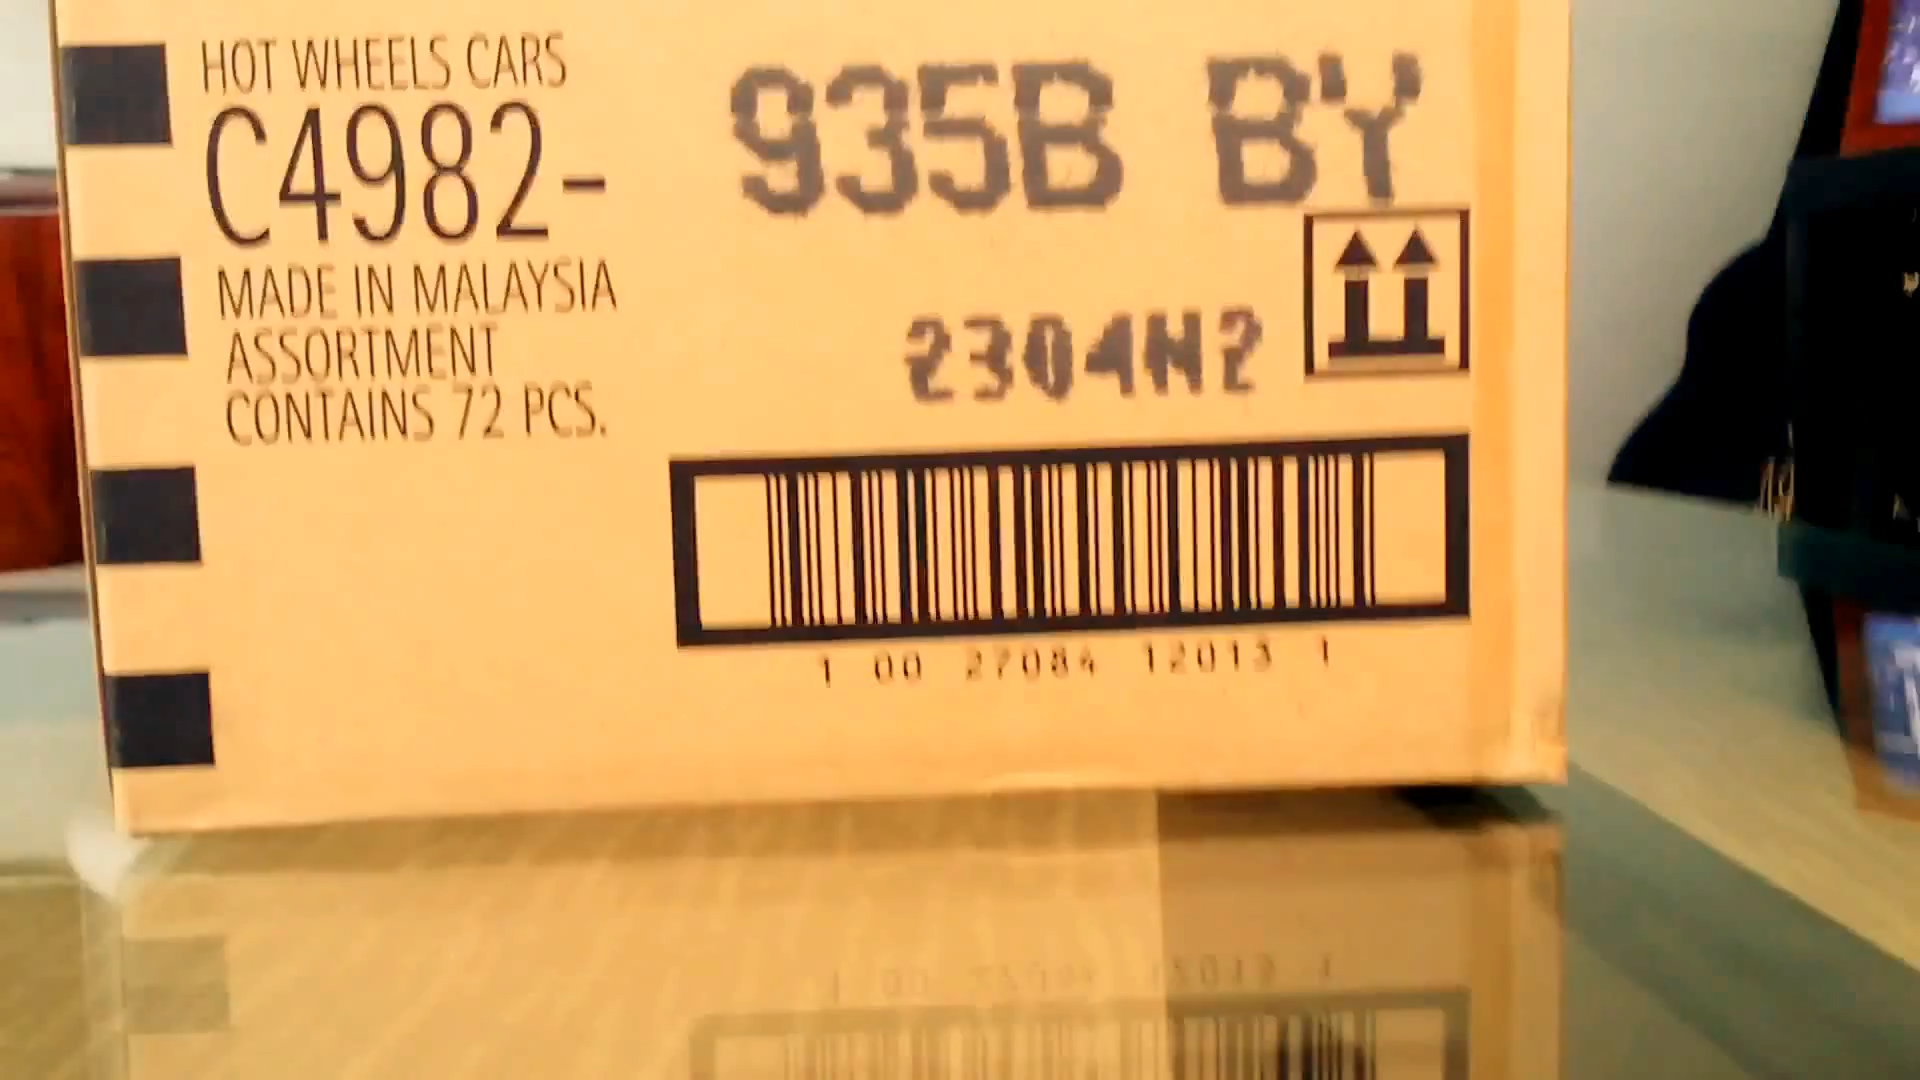 HOT WHEELS CARS
C4982-
MADE IN MALAYSIA
ASSORTMENT
CONTAINS 72 PCS.
935B BY
2304N2
1 00 27084 12013 1